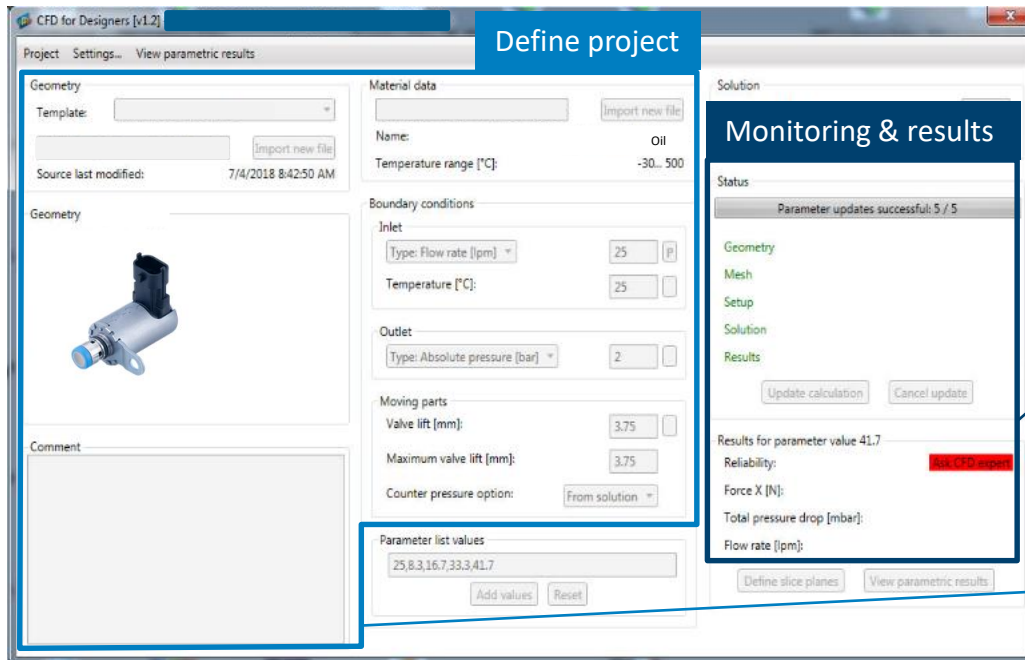 CFD for Designers [v1.2]
Define project
Project Settings... View parametric results
Geometry
Template:
Import new file
Source last modified: 7/4/2018 8:42:50 AM
Geometry
Comment
Material data
Import new file
Name: Oil
Temperature range [°C]: -30... 500
Boundary conditions
Inlet
Type: Flow rate [lpm] 25 P
Temperature [°C]: 25
Outlet
Type: Absolute pressure [bar] 2
Moving parts
Valve lift [mm]: 3.75
Maximum valve lift [mm]: 3.75
Counter pressure option: From solution
Parameter list values
25,8.3,16.7,33.3,41.7
Add values Reset
Solution
Monitoring & results
Status
Parameter updates successful: 5 / 5
Geometry
Mesh
Setup
Solution
Results
Update calculation Cancel update
Results for parameter value 41.7
Reliability: Ask CFD expert
Force X [N]:
Total pressure drop [mbar]:
Flow rate [lpm]:
Define slice planes View parametric results